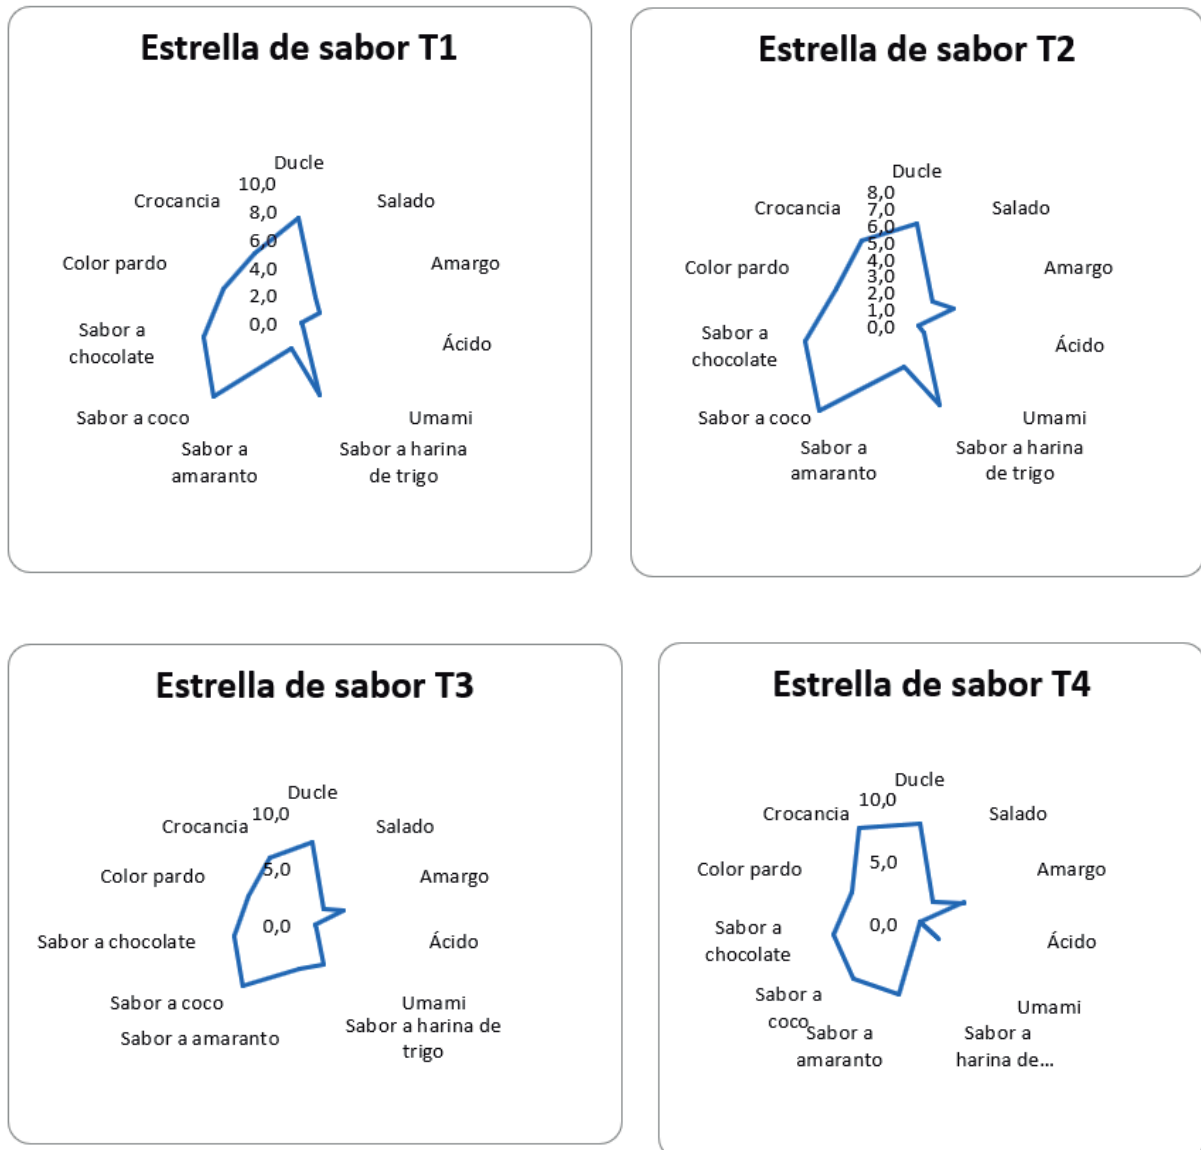 Estrella de sabor T1
Ducle
10,0
Crocancia
Salado
8,0
6,0
Color pardo
Amargo
4,0
2,0
0,0
Sabor a
chocolate
Ácido
Sabor a coco
Umami
Sabor a
amaranto
Sabor a harina
de trigo
Estrella de sabor T2
Ducle
8,0
7,0
Crocancia
Salado
6,0
5,0
4,0
Color pardo
Amargo
3,0
2,0
1,0
0,0
Sabor a
chocolate
Ácido
Sabor a coco
Umami
Sabor a
amaranto
Sabor a harina
de trigo
Estrella de sabor T3
Ducle
10,0
Crocancia
Salado
5,0
Color pardo
Amargo
0,0
Sabor a chocolate
Ácido
Sabor a coco
Umami
Sabor a amaranto
Sabor a harina de
trigo
Estrella de sabor T4
Ducle
10,0
Crocancia
Salado
5,0
Color pardo
Amargo
0,0
Sabor a
chocolate
Ácido
Sabor a
coco
Umami
Sabor a
amaranto
Sabor a
harina de...